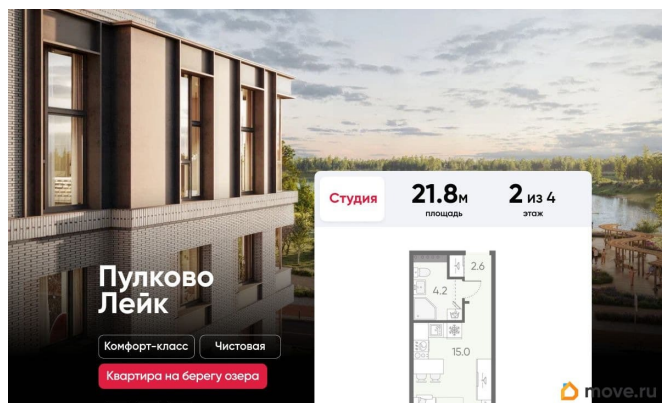 Студия
21.8м
площадь
2 из 4
этаж
2.6
4.2
15.0
Пулково
Лейк
Комфорт-класс
Чистовая
Квартира на берегу озера
move.ru